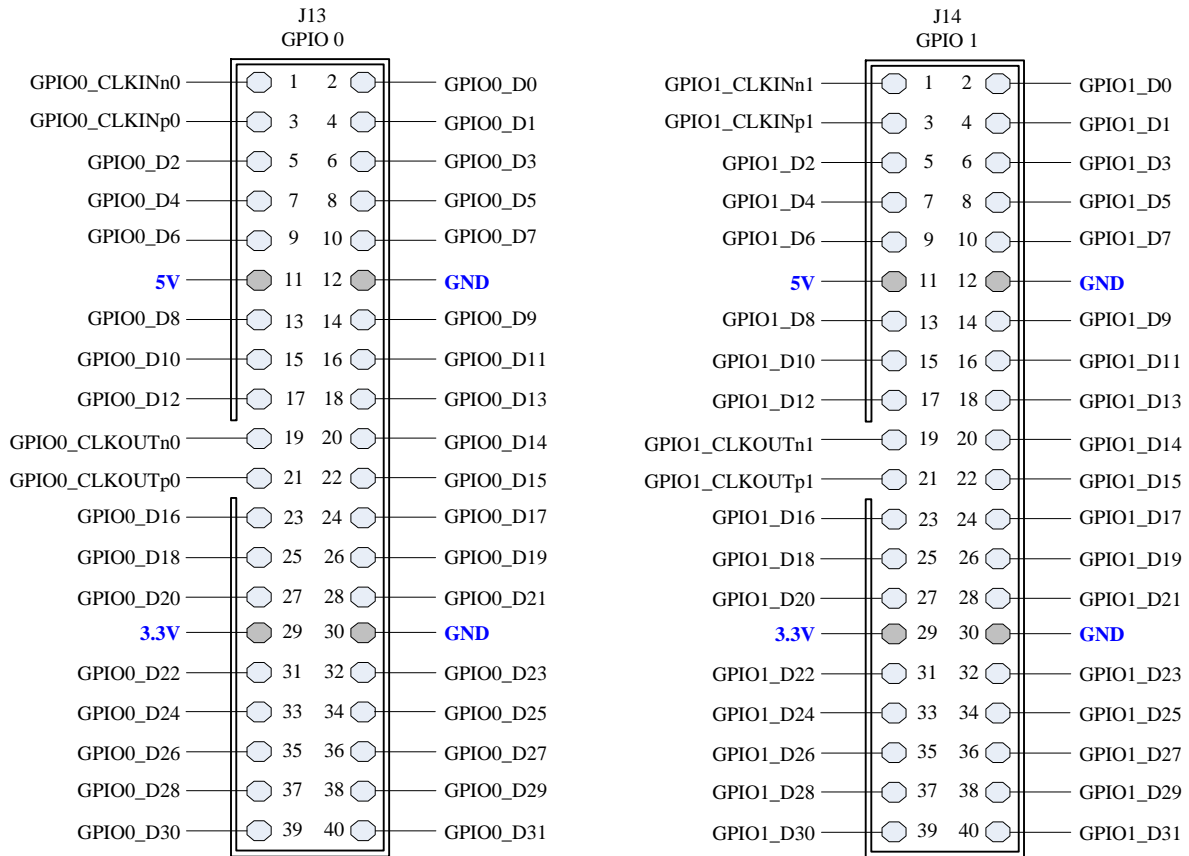 J13
GPIO 0
GPIO0_CLKINn0 1 2 GPIO0_D0
GPIO0_CLKINp0 3 4 GPIO0_D1
GPIO0_D2 5 6 GPIO0_D3
GPIO0_D4 7 8 GPIO0_D5
GPIO0_D6 9 10 GPIO0_D7
5V 11 12 GND
GPIO0_D8 13 14 GPIO0_D9
GPIO0_D10 15 16 GPIO0_D11
GPIO0_D12 17 18 GPIO0_D13
GPIO0_CLKOUTn0 19 20 GPIO0_D14
GPIO0_CLKOUTp0 21 22 GPIO0_D15
GPIO0_D16 23 24 GPIO0_D17
GPIO0_D18 25 26 GPIO0_D19
GPIO0_D20 27 28 GPIO0_D21
3.3V 29 30 GND
GPIO0_D22 31 32 GPIO0_D23
GPIO0_D24 33 34 GPIO0_D25
GPIO0_D26 35 36 GPIO0_D27
GPIO0_D28 37 38 GPIO0_D29
GPIO0_D30 39 40 GPIO0_D31
J14
GPIO 1
GPIO1_CLKINn1 1 2 GPIO1_D0
GPIO1_CLKINp1 3 4 GPIO1_D1
GPIO1_D2 5 6 GPIO1_D3
GPIO1_D4 7 8 GPIO1_D5
GPIO1_D6 9 10 GPIO1_D7
5V 11 12 GND
GPIO1_D8 13 14 GPIO1_D9
GPIO1_D10 15 16 GPIO1_D11
GPIO1_D12 17 18 GPIO1_D13
GPIO1_CLKOUTn1 19 20 GPIO1_D14
GPIO1_CLKOUTp1 21 22 GPIO1_D15
GPIO1_D16 23 24 GPIO1_D17
GPIO1_D18 25 26 GPIO1_D19
GPIO1_D20 27 28 GPIO1_D21
3.3V 29 30 GND
GPIO1_D22 31 32 GPIO1_D23
GPIO1_D24 33 34 GPIO1_D25
GPIO1_D26 35 36 GPIO1_D27
GPIO1_D28 37 38 GPIO1_D29
GPIO1_D30 39 40 GPIO1_D31